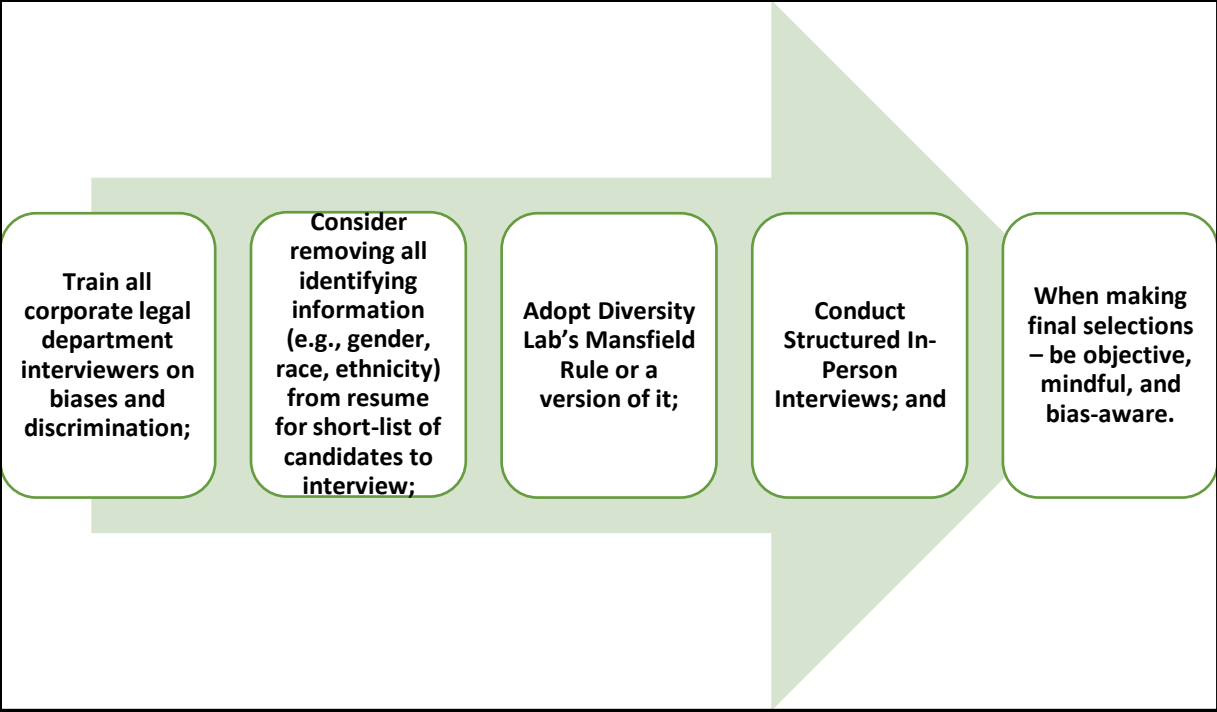 Train all
corporate legal
department
interviewers on
biases and
discrimination;
Consider
removing all
identifying
information
(e.g., gender,
race, ethnicity)
from resume
for short-list of
candidates to
interview;
Adopt Diversity
Lab’s Mansfield
Rule or a
version of it;
Conduct
Structured In-
Person
Interviews; and
When making
final selections
– be objective,
mindful, and
bias-aware.